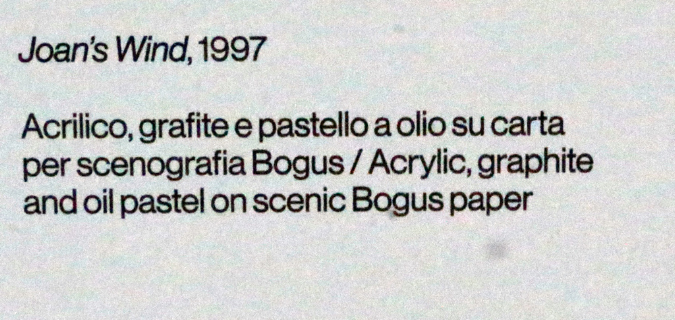 Joan's Wind, 1997
Acrilico, grafite e pastello a olio su carta
per scenografia Bogus / Acrylic, graphite
and oil pastel on scenic Bogus paper